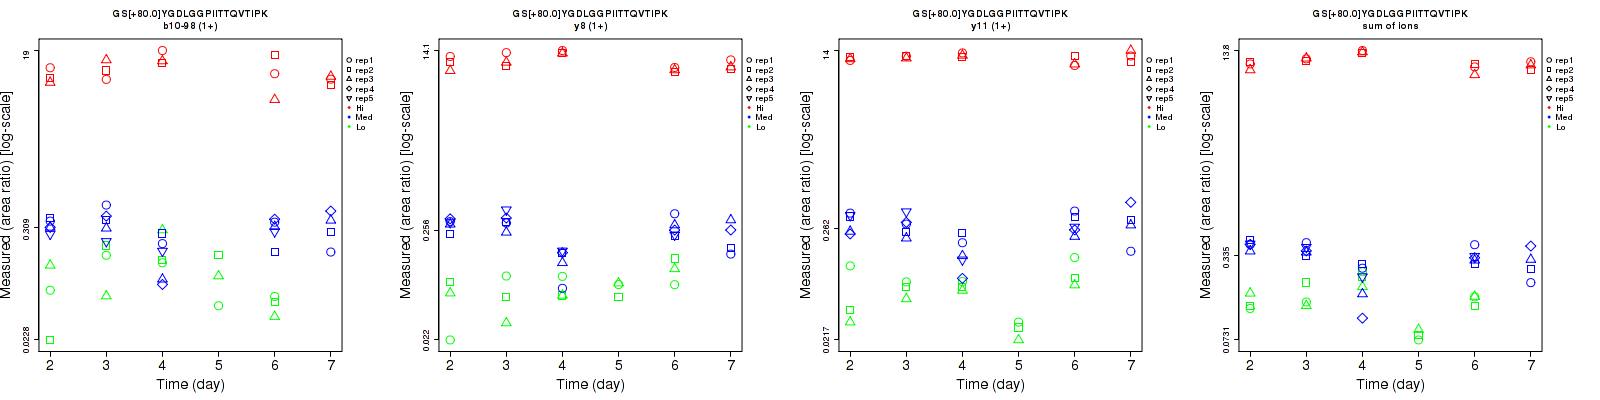 GS[+80.0]YGDLGGPIITTQVTIPK
b10-98 (1+)
Measured (area ratio) [log-scale]
19
0.309
0.0228
2 3 4 5 6 7
Time (day)
rep1
rep2
rep3
rep4
rep5
Hi
Med
Lo
GS[+80.0]YGDLGGPIITTQVTIPK
y8 (1+)
Measured (area ratio) [log-scale]
14.1
0.256
0.022
2 3 4 5 6 7
Time (day)
rep1
rep2
rep3
rep4
rep5
Hi
Med
Lo
GS[+80.0]YGDLGGPIITTQVTIPK
y11 (1+)
Measured (area ratio) [log-scale]
14
0.262
0.0217
2 3 4 5 6 7
Time (day)
rep1
rep2
rep3
rep4
rep5
Hi
Med
Lo
GS[+80.0]YGDLGGPIITTQVTIPK
sum of ions
Measured (area ratio) [log-scale]
13.8
0.335
0.0731
2 3 4 5 6 7
Time (day)
rep1
rep2
rep3
rep4
rep5
Hi
Med
Lo